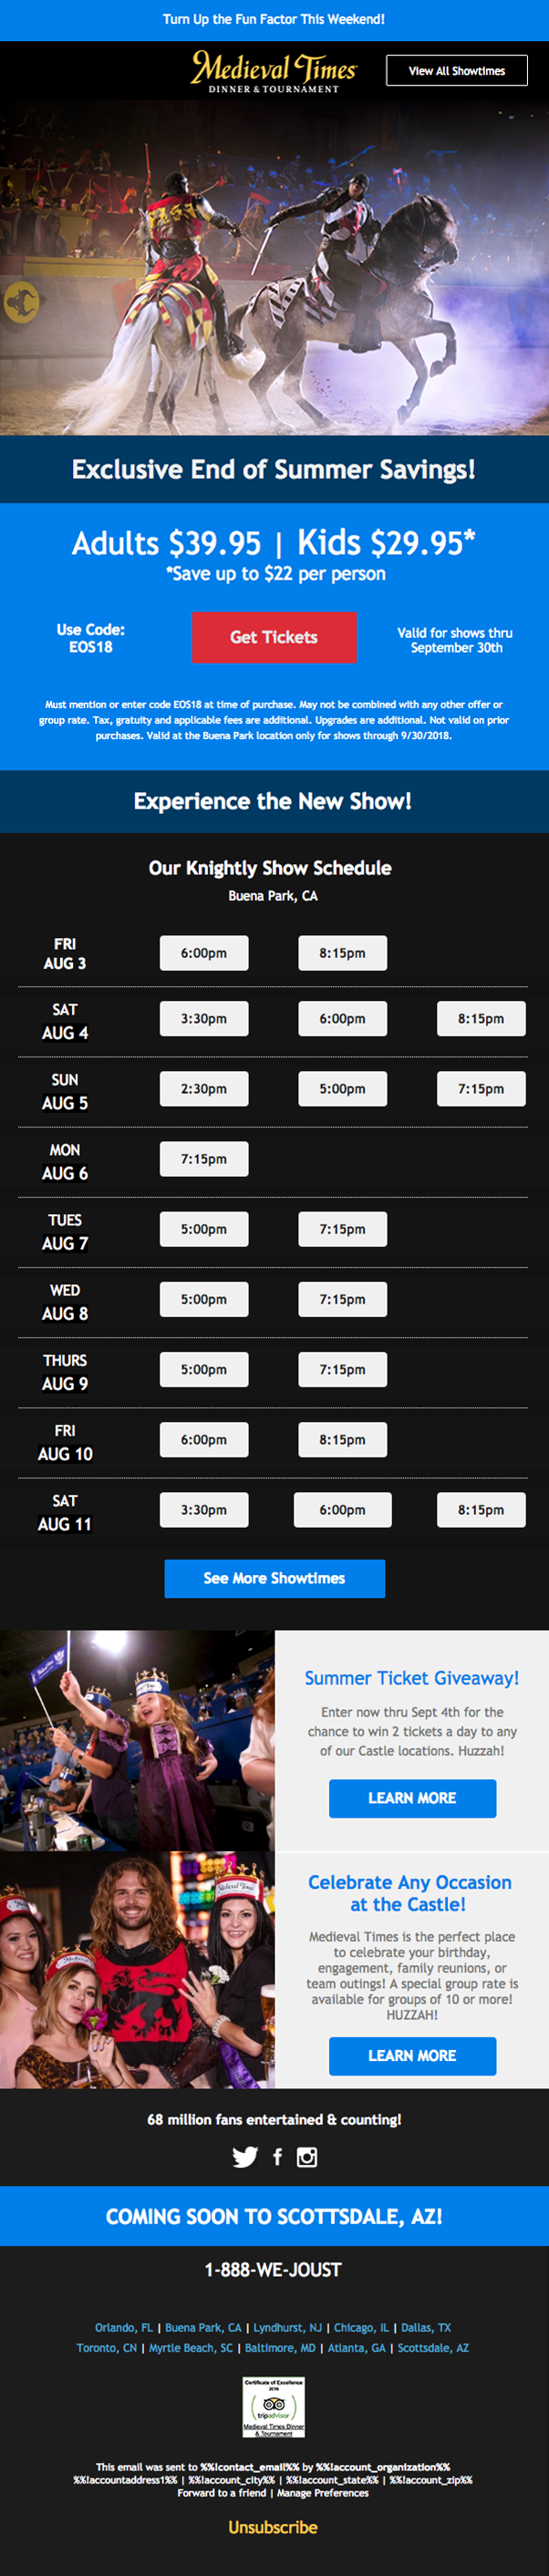 Turn Up the Fun Factor This Weekend!
Medieval Times
DINNER & TOURNAMENT
View All Showtimes
Exclusive End of Summer Savings!
Adults $39.95 | Kids $29.95*
*Save up to $22 per person
Use Code:
EOS18
Get Tickets
Valid for shows thru
September 30th
Must mention or enter code EOS18 at time of purchase. May not be combined with any other offer or
group rate. Tax, gratuity and applicable fees are additional. Upgrades are additional. Not valid on prior
purchases. Valid at the Buena Park location only for shows through 9/30/2018.
Experience the New Show!
Our Knightly Show Schedule
Buena Park, CA
FRI
AUG 3
6:00pm 8:15pm
SAT
AUG 4
3:30pm 6:00pm 8:15pm
SUN
AUG 5
2:30pm 5:00pm 7:15pm
MON
AUG 6
7:15pm
TUES
AUG 7
5:00pm 7:15pm
WED
AUG 8
5:00pm 7:15pm
THURS
AUG 9
5:00pm 7:15pm
FRI
AUG 10
6:00pm 8:15pm
SAT
AUG 11
3:30pm 6:00pm 8:15pm
See More Showtimes
Summer Ticket Giveaway!
Enter now thru Sept 4th for the
chance to win 2 tickets a day to any
of our Castle locations. Huzzah!
LEARN MORE
Celebrate Any Occasion
at the Castle!
Medieval Times is the perfect place
to celebrate your birthday,
engagement, family reunions, or
team outings! A special group rate is
available for groups of 10 or more!
HUZZAH!
LEARN MORE
Medieval Times
68 million fans entertained & counting!
COMING SOON TO SCOTTSDALE, AZ!
1-888-WE-JOUST
Orlando, FL | Buena Park, CA | Lyndhurst, NJ | Chicago, IL | Dallas, TX
Toronto, CN | Myrtle Beach, SC | Baltimore, MD | Atlanta, GA | Scottsdale, AZ
Certificate of Excellence
tripadvisor
Medieval Times Dinner
& Tournament
This email was sent to %%!contact_email%% by %%!account_organization%%
%%!accountaddress1%% | %%!account_city%% | %%!account_state%% | %%!account_zip%%
Forward to a friend | Manage Preferences
Unsubscribe